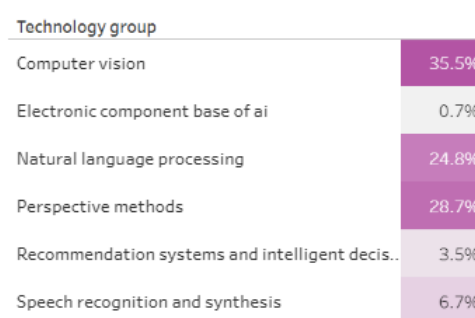 Technology group
Computer vision 35.5%
Electronic component base of ai 0.7%
Natural language processing 24.8%
Perspective methods 28.7%
Recommendation systems and intelligent decis.. 3.5%
Speech recognition and synthesis 6.7%